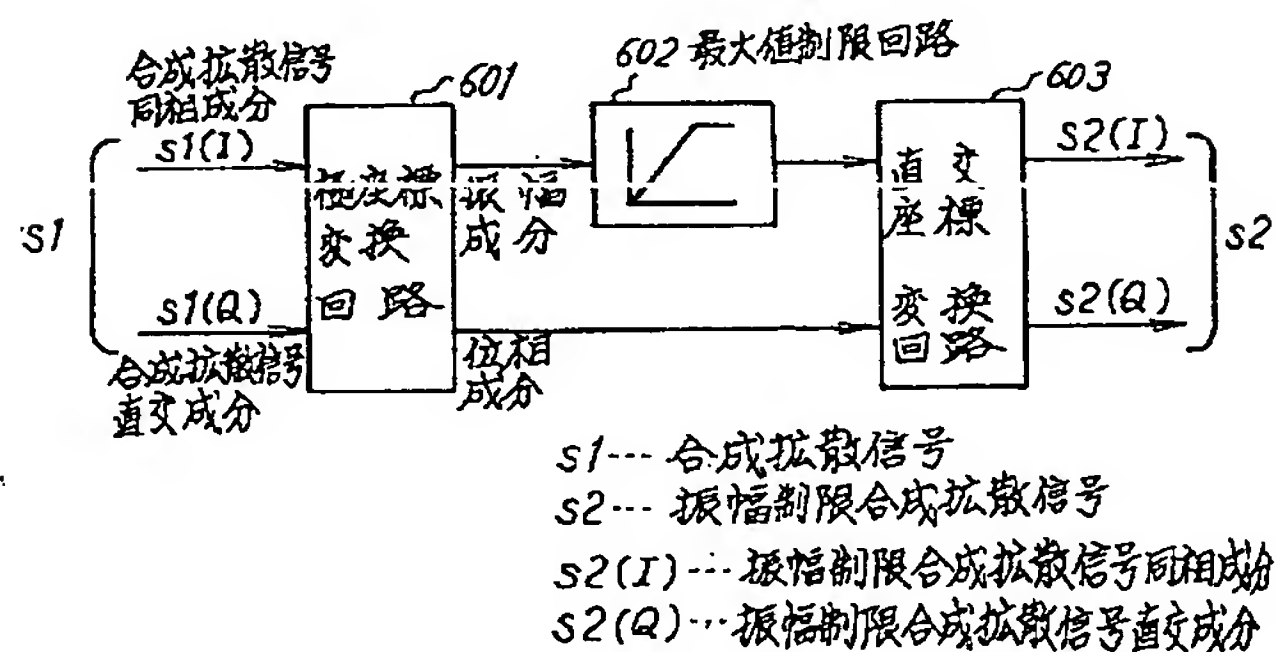 合成拡散信号
同相成分
s1(I)
s1
s1(Q)
合成拡散信号
直交成分
601
極座標
変換
回路
振幅
成分
位相
成分
602 最大値制限回路
603
直交
座標
変換
回路
s2(I)
s2
s2(Q)
s1--- 合成拡散信号
s2--- 振幅制限合成拡散信号
s2(I)--- 振幅制限合成拡散信号同相成分
s2(Q)--- 振幅制限合成拡散信号直交成分